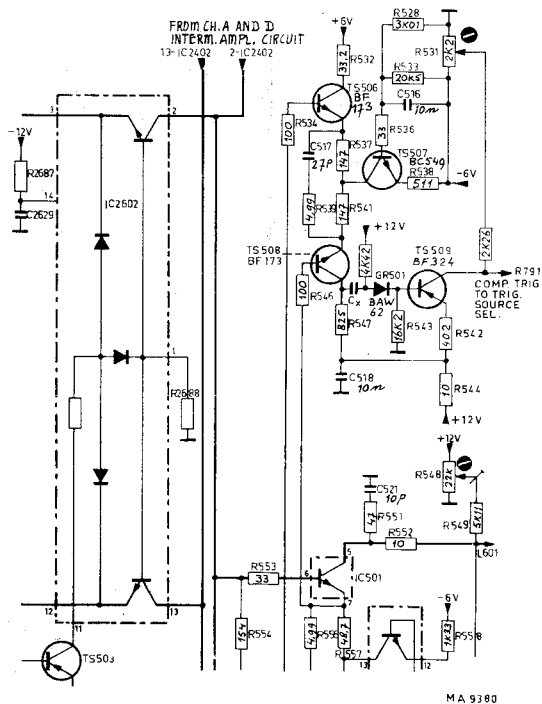 FROM CH. A AND D
INTERM. AMPL. CIRCUIT
13-IC2402 2-IC2402
+6V
33.2 R532
R528
3K01
R531
2K2
R533
20K5
C516
10n
TS506
BF
173
100 R534
33 R536
C517
27P
R537
147
TS507
BC549
R538
511
-6V
3 2
-12V
R2687
14
C2629
IC2602
4,99 R539
147 R541
+12V
TS508
BF173
4K42
GR501
TS509
BF324
2K26
R791
COMP. TRIG
TO TRIG.
SOURCE
SEL.
100
R546
Cx
BAW
62
825 R547
16K2 R543
R542
402
1
R2688
C518
10n
10 R544
+12V
+12V
R548
22K
C521
10p
47 R551
R549
5K11
R552
10
L601
R553
33
5
6
IC501
7
12 13
11
TS503
154
R554
4,99 R556
48,7
R557
-6V
1K33 R558
13 12
MA 9380